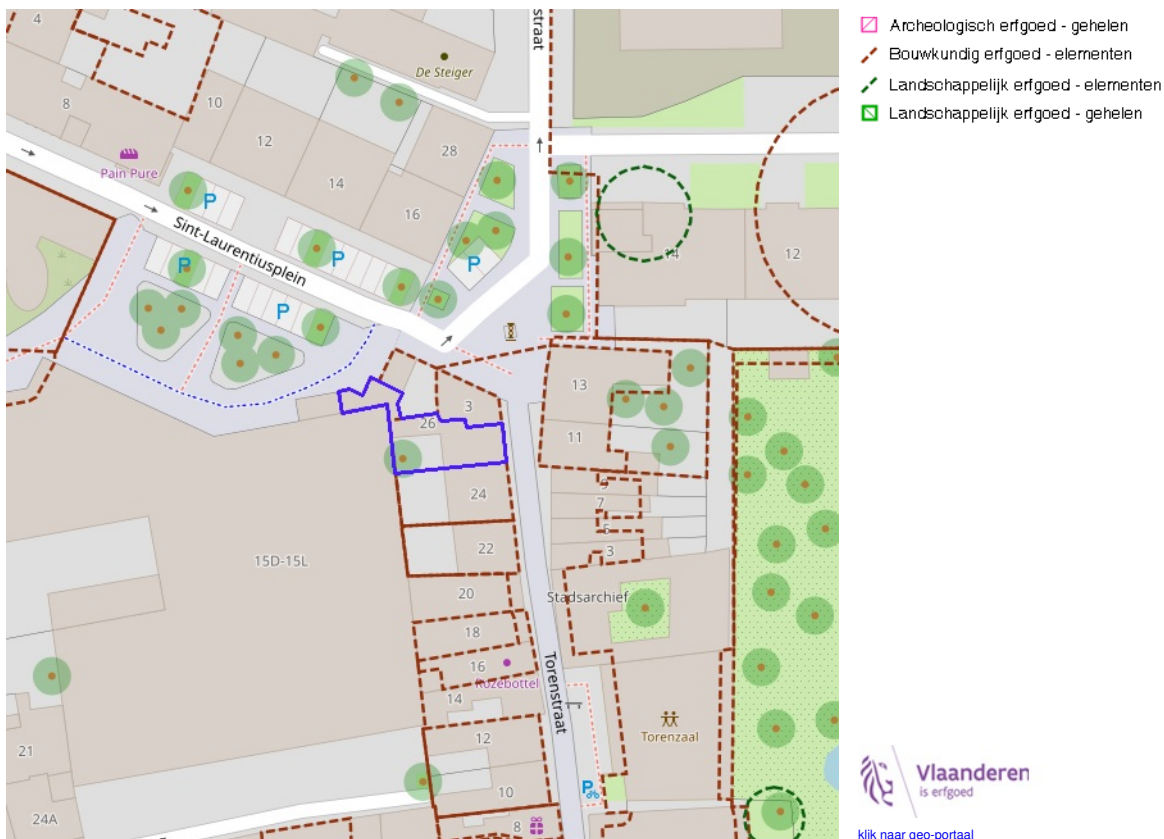 straat
4
De Steiger
8
10
12
Pain Pure
28
14
16
P
Sint-Laurentiusplein
P
P
P
P
14
12
13
3
26
11
24
9
7
5
3
22
15D-15L
20
Stadsarchief
18
16
Rozebottel
14
Torenstraat
12
Torenzaal
21
10
P
24A
8
Archeologisch erfgoed - gehelen
Bouwkundig erfgoed - elementen
Landschappelijk erfgoed - elementen
Landschappelijk erfgoed - gehelen
Vlaanderen
is erfgoed
klik naar geo-portaal